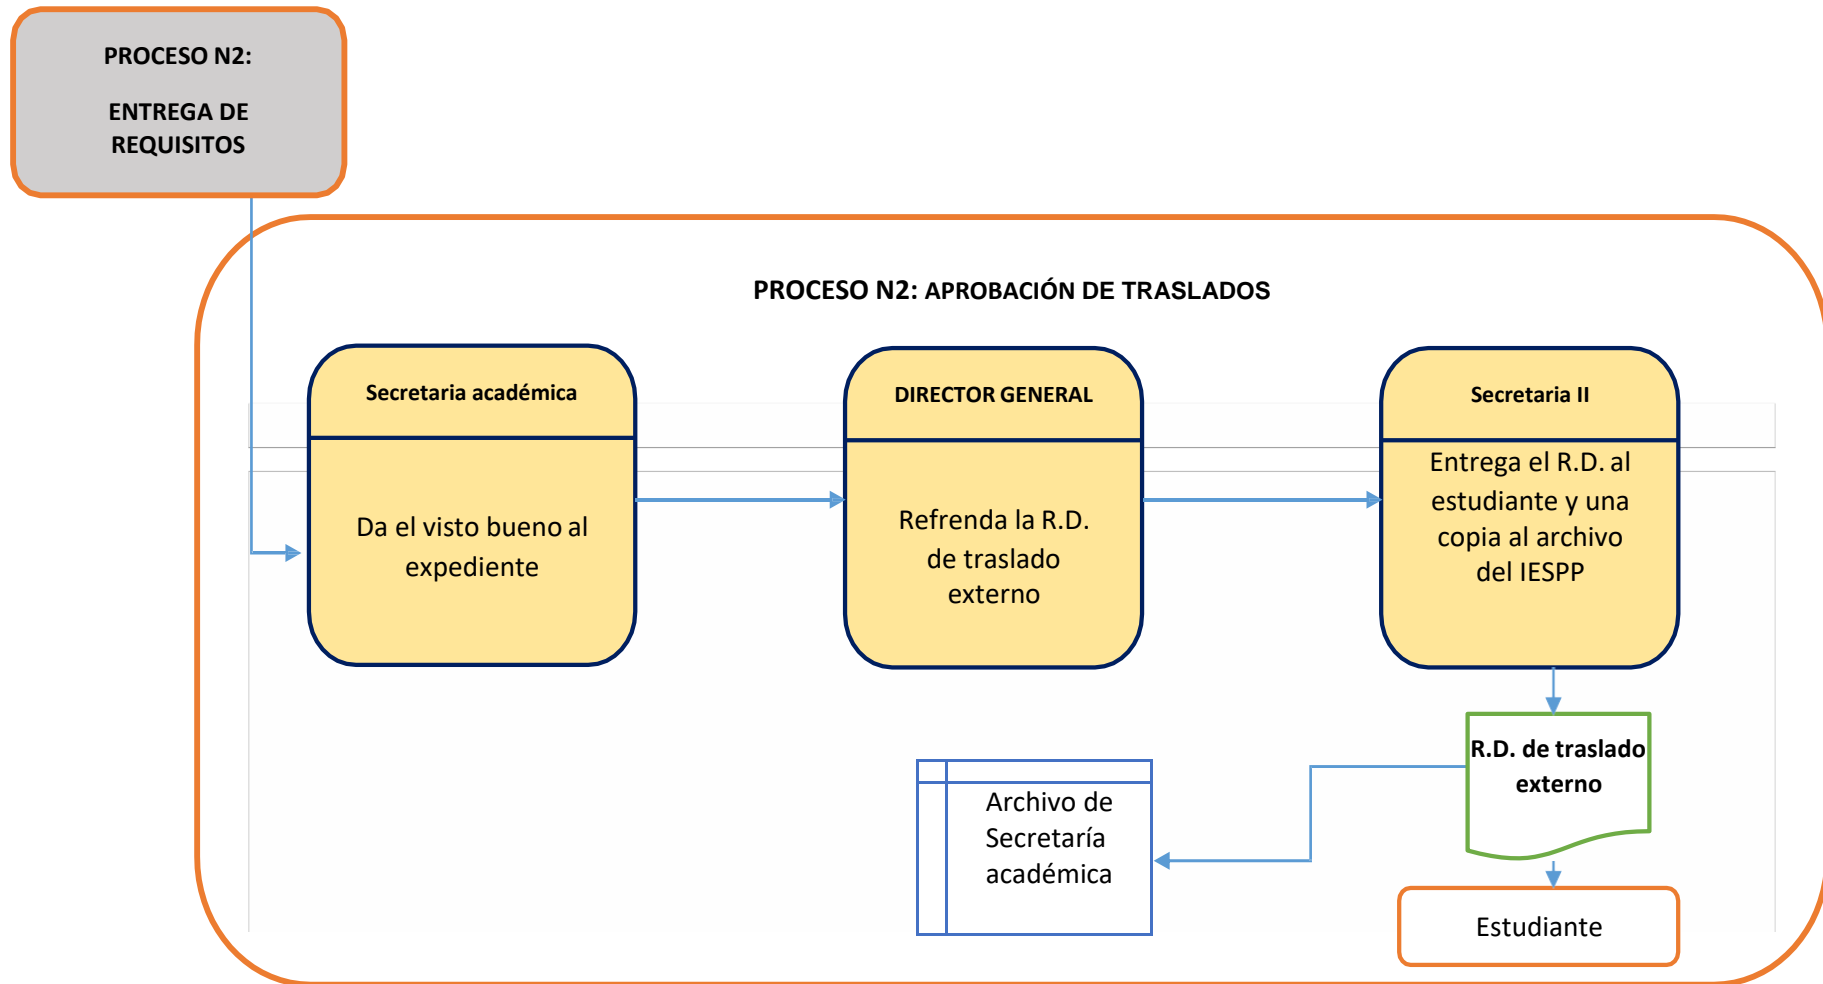 PROCESO N2:
ENTREGA DE
REQUISITOS
PROCESO N2: APROBACIÓN DE TRASLADOS
Secretaria académica
Da el visto bueno al
expediente
DIRECTOR GENERAL
Refrenda la R.D.
de traslado
externo
Secretaria II
Entrega el R.D. al
estudiante y una
copia al archivo
del IESPP
R.D. de traslado
externo
Archivo de
Secretaría
académica
Estudiante